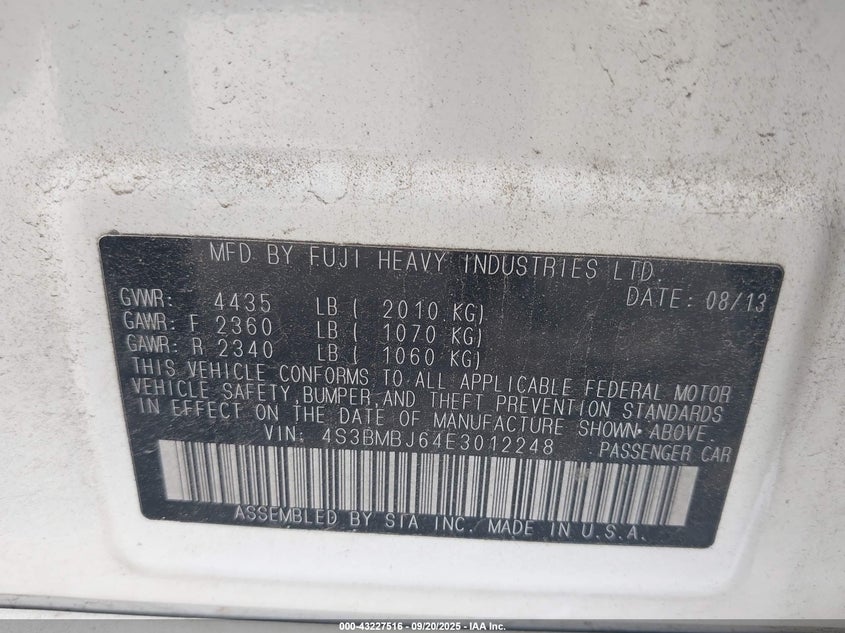 MFD BY FUJI HEAVY INDUSTRIES LTD.
DATE: 08/13
GVWR: 4435 LB ( 2010 KG)
GAWR: F 2360 LB ( 1070 KG)
GAWR: R 2340 LB ( 1060 KG)
THIS VEHICLE CONFORMS TO ALL APPLICABLE FEDERAL MOTOR
VEHICLE SAFETY, BUMPER, AND THEFT PREVENTION STANDARDS
IN EFFECT ON THE DATE OF MANUFACTURE SHOWN ABOVE.
VIN: 4S3BMBJ64E3012248 PASSENGER CAR
ASSEMBLED BY SIA INC. MADE IN U.S.A.
000-43227516 - 09/20/2025 - IAA Inc.